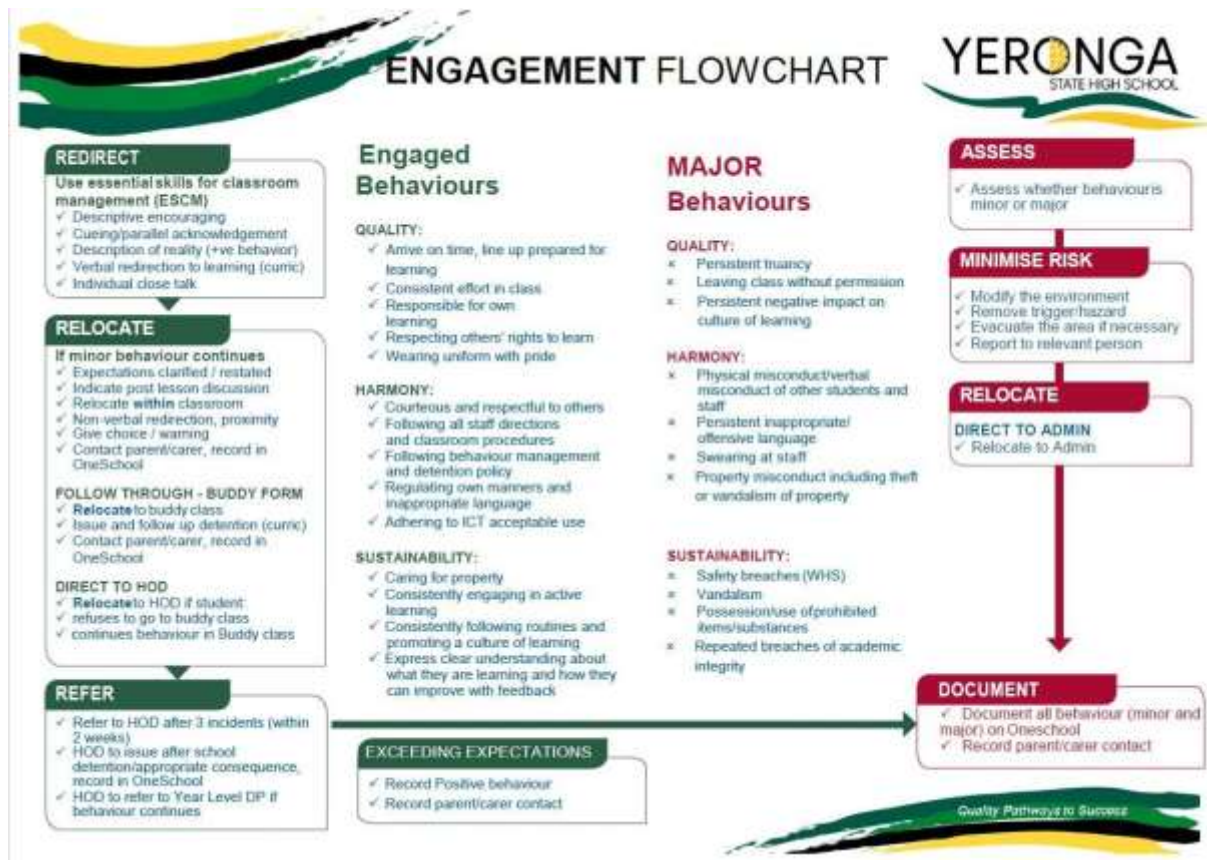 ENGAGEMENT FLOWCHART
YERONGA
STATE HIGH SCHOOL
REDIRECT
Use essential skills for classroom
management (ESCM)
✓ Descriptive encouraging
✓ Cueing/parallel acknowledgement
✓ Description of reality (+ve behavior)
✓ Verbal redirection to learning (curric)
✓ Individual close talk
RELOCATE
If minor behaviour continues
✓ Expectations clarified / restated
✓ Indicate post lesson discussion
✓ Relocate within classroom
✓ Non-verbal redirection, proximity
✓ Give choice / warning
✓ Contact parent/carer, record in
OneSchool
FOLLOW THROUGH - BUDDY FORM
✓ Relocate to buddy class
✓ Issue and follow up detention (curric)
✓ Contact parent/carer, record in
OneSchool
DIRECT TO HOD
✓ Relocate to HOD if student:
✓ refuses to go to buddy class
✓ continues behaviour in Buddy class
REFER
✓ Refer to HOD after 3 incidents (within
2 weeks)
✓ HOD to issue after school
detention/appropriate consequence,
record in OneSchool
✓ HOD to refer to Year Level DP if
behaviour continues
Engaged
Behaviours
QUALITY:
✓ Arrive on time, line up prepared for
learning
✓ Consistent effort in class
✓ Responsible for own
learning
✓ Respecting others' rights to learn
✓ Wearing uniform with pride
HARMONY:
✓ Courteous and respectful to others
✓ Following all staff directions
and classroom procedures
✓ Following behaviour management
and detention policy
✓ Regulating own manners and
inappropriate language
✓ Adhering to ICT acceptable use
SUSTAINABILITY:
✓ Caring for property
✓ Consistently engaging in active
learning
✓ Consistently following routines and
promoting a culture of learning
✓ Express clear understanding about
what they are learning and how they
can improve with feedback
EXCEEDING EXPECTATIONS
✓ Record Positive behaviour
✓ Record parent/carer contact
MAJOR
Behaviours
QUALITY:
× Persistent truancy
× Leaving class without permission
× Persistent negative impact on
culture of learning
HARMONY:
× Physical misconduct/verbal
misconduct of other students and
staff
× Persistent inappropriate/
offensive language
× Swearing at staff
× Property misconduct including theft
or vandalism of property
SUSTAINABILITY:
× Safety breaches (WHS)
× Vandalism
× Possession/use ofprohibited
items/substances
× Repeated breaches of academic
integrity
ASSESS
✓ Assess whether behaviour is
minor or major
MINIMISE RISK
✓ Modify the environment
✓ Remove trigger/hazard
✓ Evacuate the area if necessary
✓ Report to relevant person
RELOCATE
DIRECT TO ADMIN
✓ Relocate to Admin
DOCUMENT
✓ Document all behaviour (minor and
major) on Oneschool
✓ Record parent/carer contact
Quality Pathways to Success